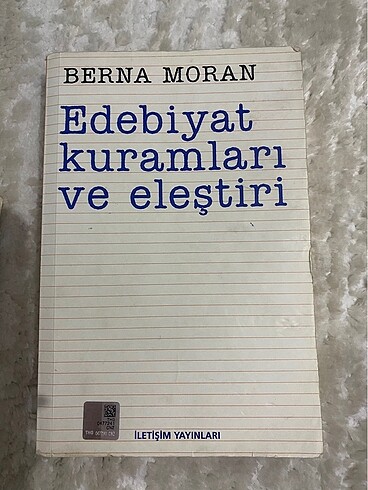 BERNA MORAN
Edebiyat
kuramları
ve eleştiri
İLETİŞİM YAYINLARI